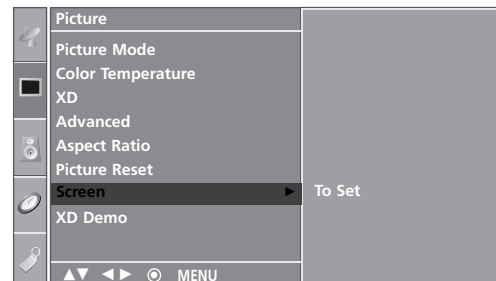 Picture
Picture Mode
Color Temperature
XD
Advanced
Aspect Ratio
Picture Reset
Screen ► To Set
XD Demo
▲▼ ◄► ◉ MENU